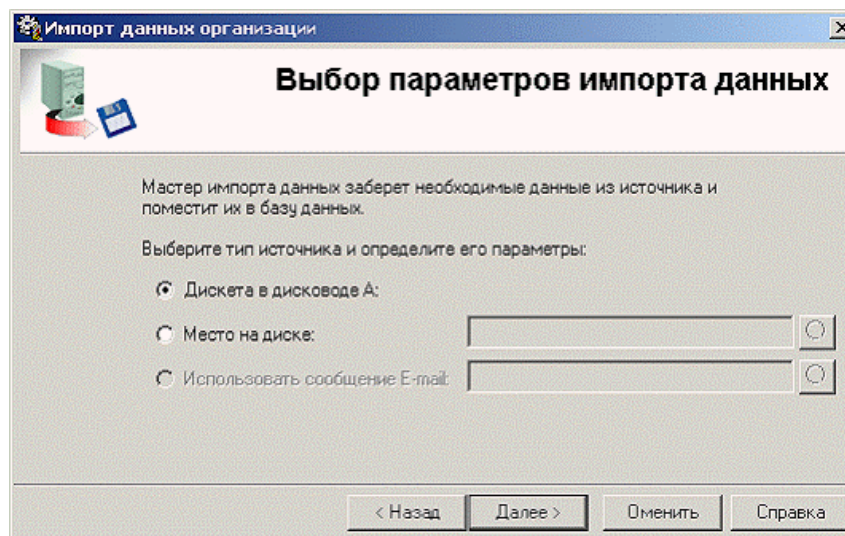 Импорт данных организации
Выбор параметров импорта данных
Мастер импорта данных заберет необходимые данные из источника и
поместит их в базу данных.
Выберите тип источника и определите его параметры:
Дискета в дисководе А:
Место на диске:
Использовать сообщение E-mail:
< Назад Далее > Оменить Справка